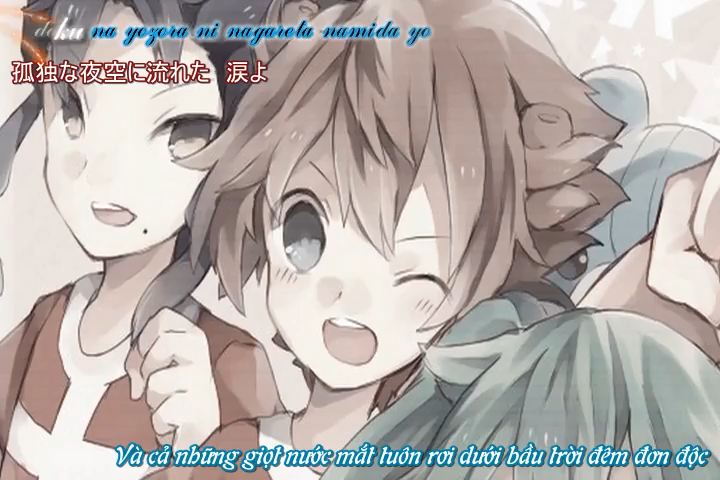 doku na yozora ni nagareta namida yo
孤独な夜空に流れた 涙よ
Và cả những giọt nước mắt luôn rơi dưới bầu trời đêm đơn độc